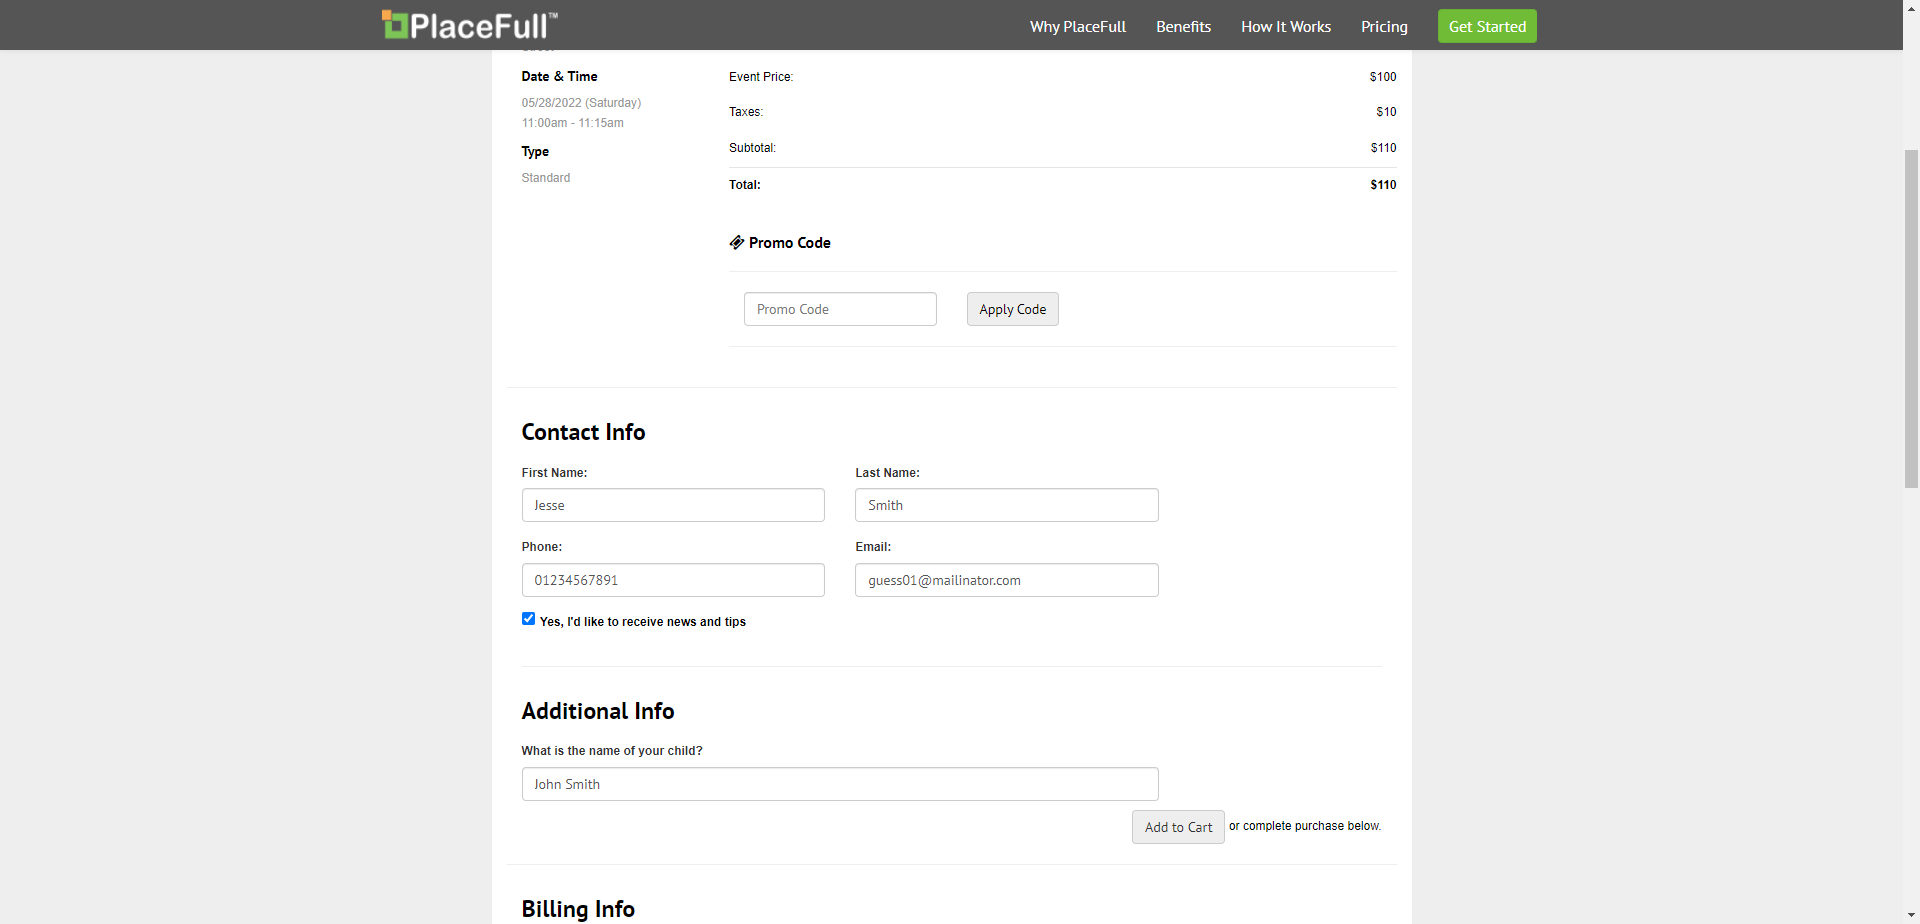 PlaceFull™
Why PlaceFull Benefits How It Works Pricing Get Started
Date & Time
05/28/2022 (Saturday)
11:00am - 11:15am
Type
Standard
Event Price: $100
Taxes: $10
Subtotal: $110
Total: $110
Promo Code
Promo Code Apply Code
Contact Info
First Name: Last Name:
Jesse Smith
Phone: Email:
01234567891 guess01@mailinator.com
Yes, I'd like to receive news and tips
Additional Info
What is the name of your child?
John Smith
Add to Cart or complete purchase below.
Billing Info